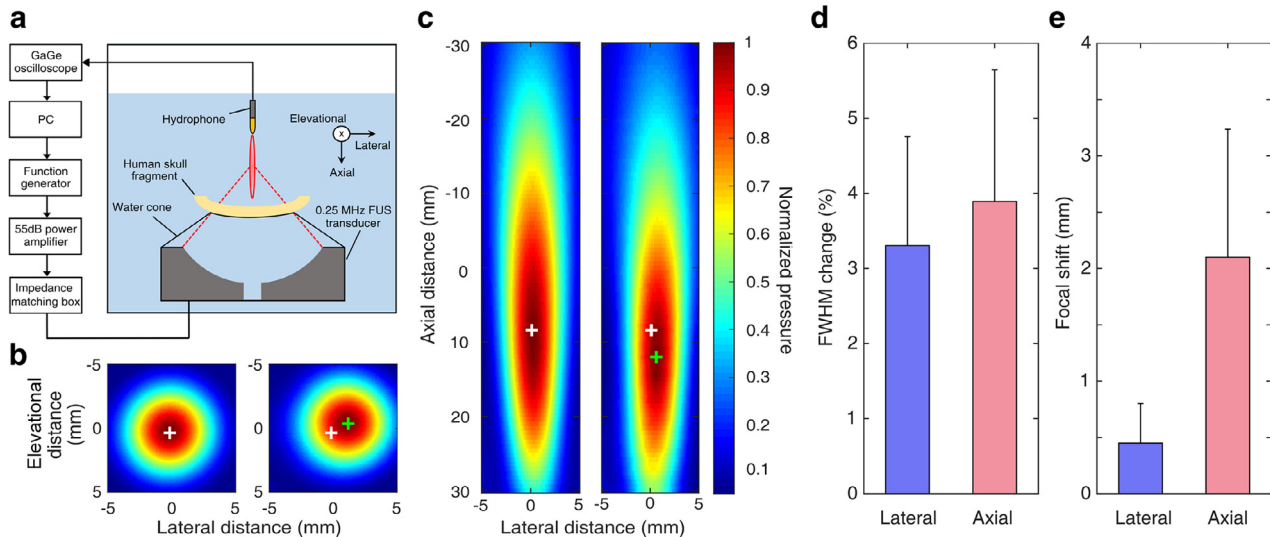 a
GaGe
oscilloscope
PC
Function
generator
55dB power
amplifier
Impedance
matching box
Hydrophone
Elevational
x
Lateral
Axial
Human skull
fragment
Water cone
0.25 MHz FUS
transducer
b
-5
0
5
-5
0
5
Elevational
distance
(mm)
-5
0
5
-5
0
5
Lateral distance (mm)
c
-30
-20
-10
0
10
20
30
Axial distance (mm)
-5
0
5
-5
0
5
Lateral distance (mm)
1
0.9
0.8
0.7
0.6
0.5
0.4
0.3
0.2
0.1
Normalized pressure
d
6
5
4
3
2
1
0
FWHM change (%)
Lateral
Axial
e
4
3
2
1
0
Focal shift (mm)
Lateral
Axial